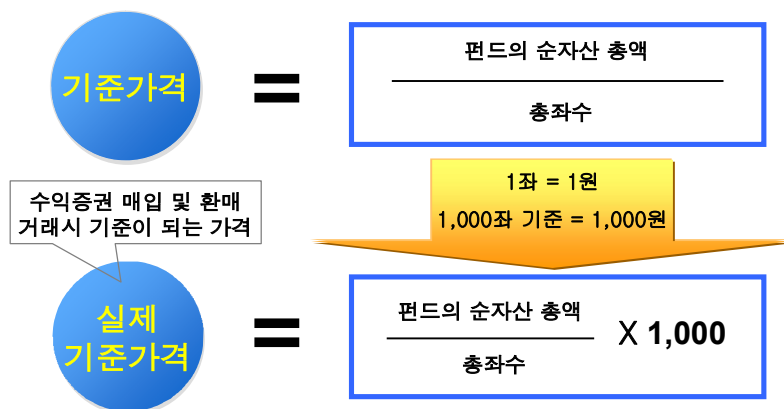 기준가격
=
펀드의 순자산 총액
총좌수
1좌 = 1원
1,000좌 기준 = 1,000원
수익증권 매입 및 환매
거래시 기준이 되는 가격
실제
기준가격
=
펀드의 순자산 총액
총좌수
X 1,000